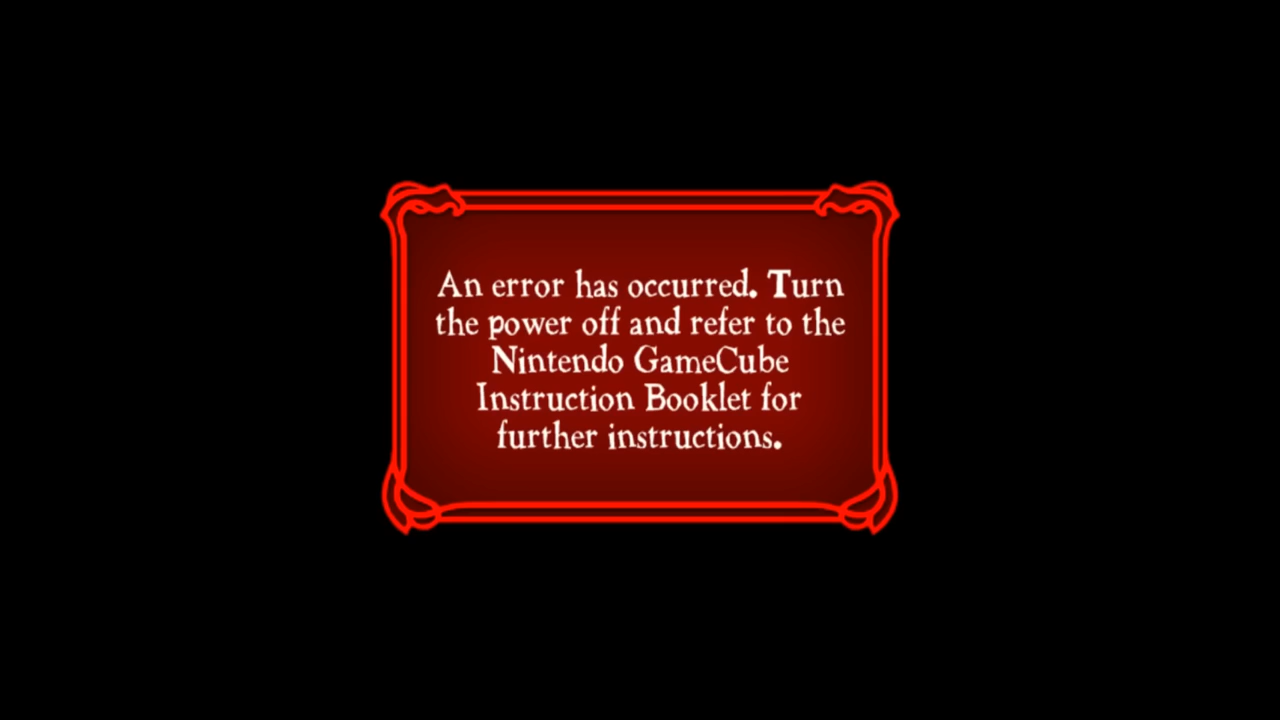 An error has occurred. Turn
the power off and refer to the
Nintendo GameCube
Instruction Booklet for
further instructions.